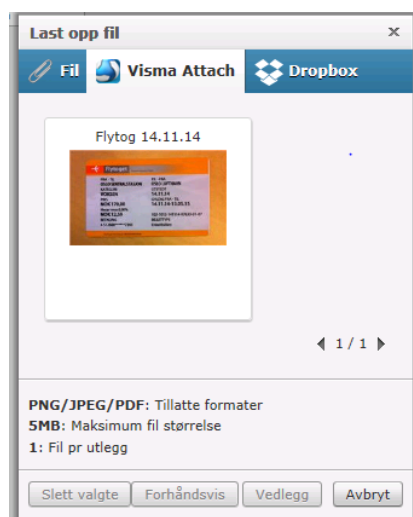 Last opp fil x
Fil Visma Attach Dropbox
Flytog 14.11.14
Flytoget
1 / 1
PNG/JPEG/PDF: Tillatte formater
5MB: Maksimum fil størrelse
1: Fil pr utlegg
Slett valgte Forhåndsvis Vedlegg Avbryt